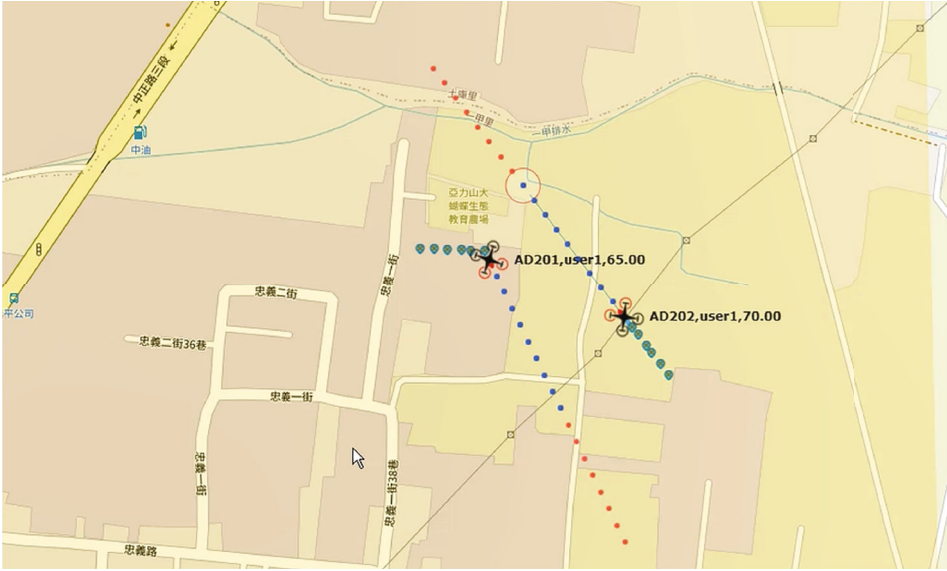 中正路三段
中油
土庫里
一甲里
一甲排水
亞力山大
蝴蝶生態
教育農場
忠義一街
AD201,user1,65.00
AD202,user1,70.00
平公司
忠義二街
忠義二街36巷
忠義一街
忠義一街
忠義一街38巷
忠義路